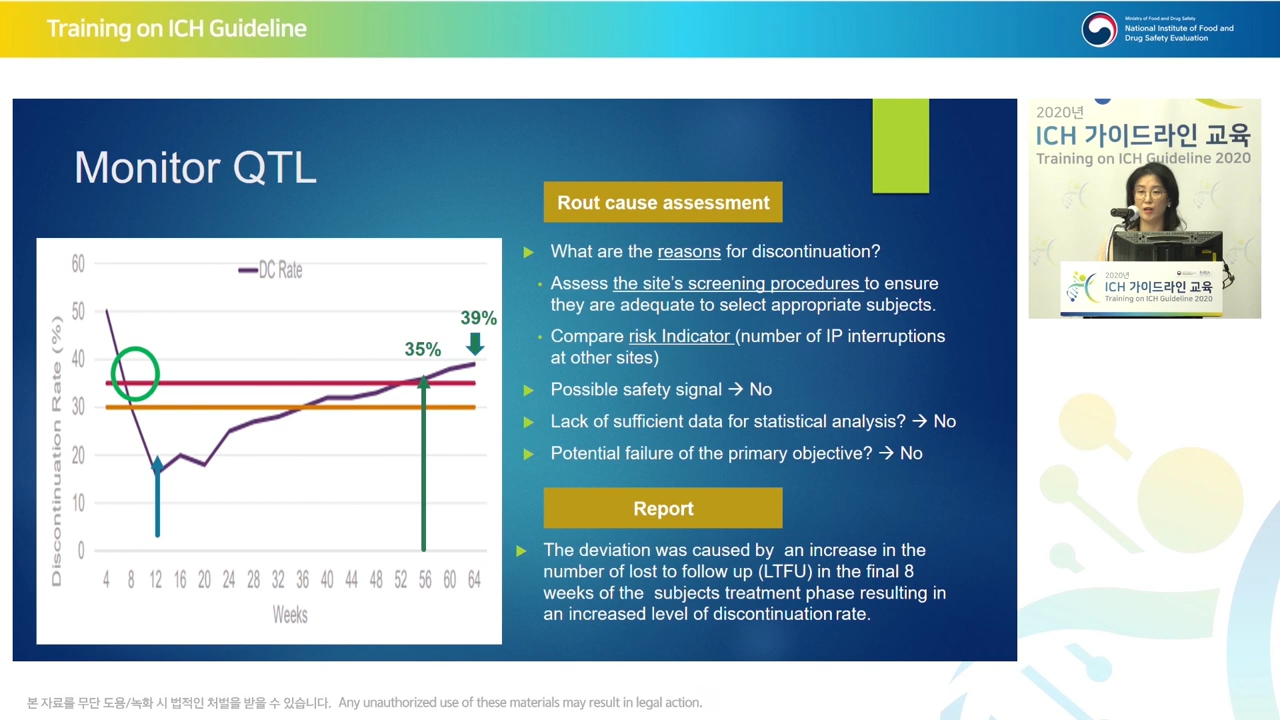 Training on ICH Guideline
Ministry of Food and Drug Safety
National Institute of Food and
Drug Safety Evaluation
Monitor QTL
60
50
40
30
20
10
0
DC Rate
35%
39%
Discontinuation Rate (%)
4 8 12 16 20 24 28 32 36 40 44 48 52 56 60 64
Weeks
Rout cause assessment
What are the reasons for discontinuation?
Assess the site's screening procedures to ensure
they are adequate to select appropriate subjects.
Compare risk Indicator (number of IP interruptions
at other sites)
Possible safety signal → No
Lack of sufficient data for statistical analysis? → No
Potential failure of the primary objective? → No
Report
The deviation was caused by an increase in the
number of lost to follow up (LTFU) in the final 8
weeks of the subjects treatment phase resulting in
an increased level of discontinuation rate.
2020년
ICH 가이드라인 교육
Training on ICH Guideline 2020
2020년
ICH 가이드라인 교육
Training on ICH Guideline 2020
본 자료를 무단 도용/녹화 시 법적인 처벌을 받을 수 있습니다. Any unauthorized use of these materials may result in legal action.